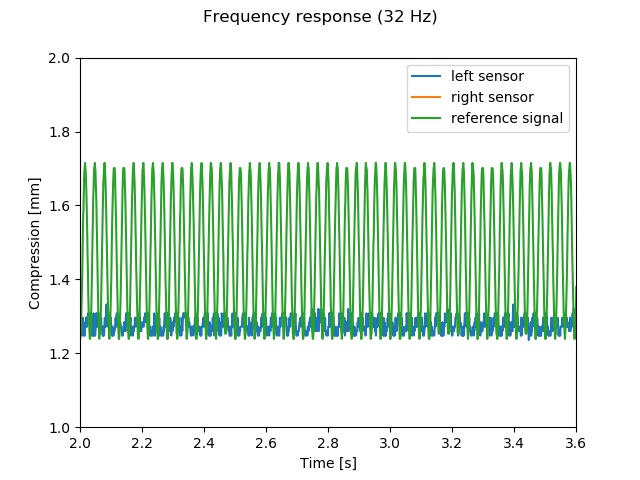 Frequency response (32 Hz)
left sensor
right sensor
reference signal
2.0
1.8
1.6
1.4
1.2
1.0
Compression [mm]
2.0 2.2 2.4 2.6 2.8 3.0 3.2 3.4 3.6
Time [s]